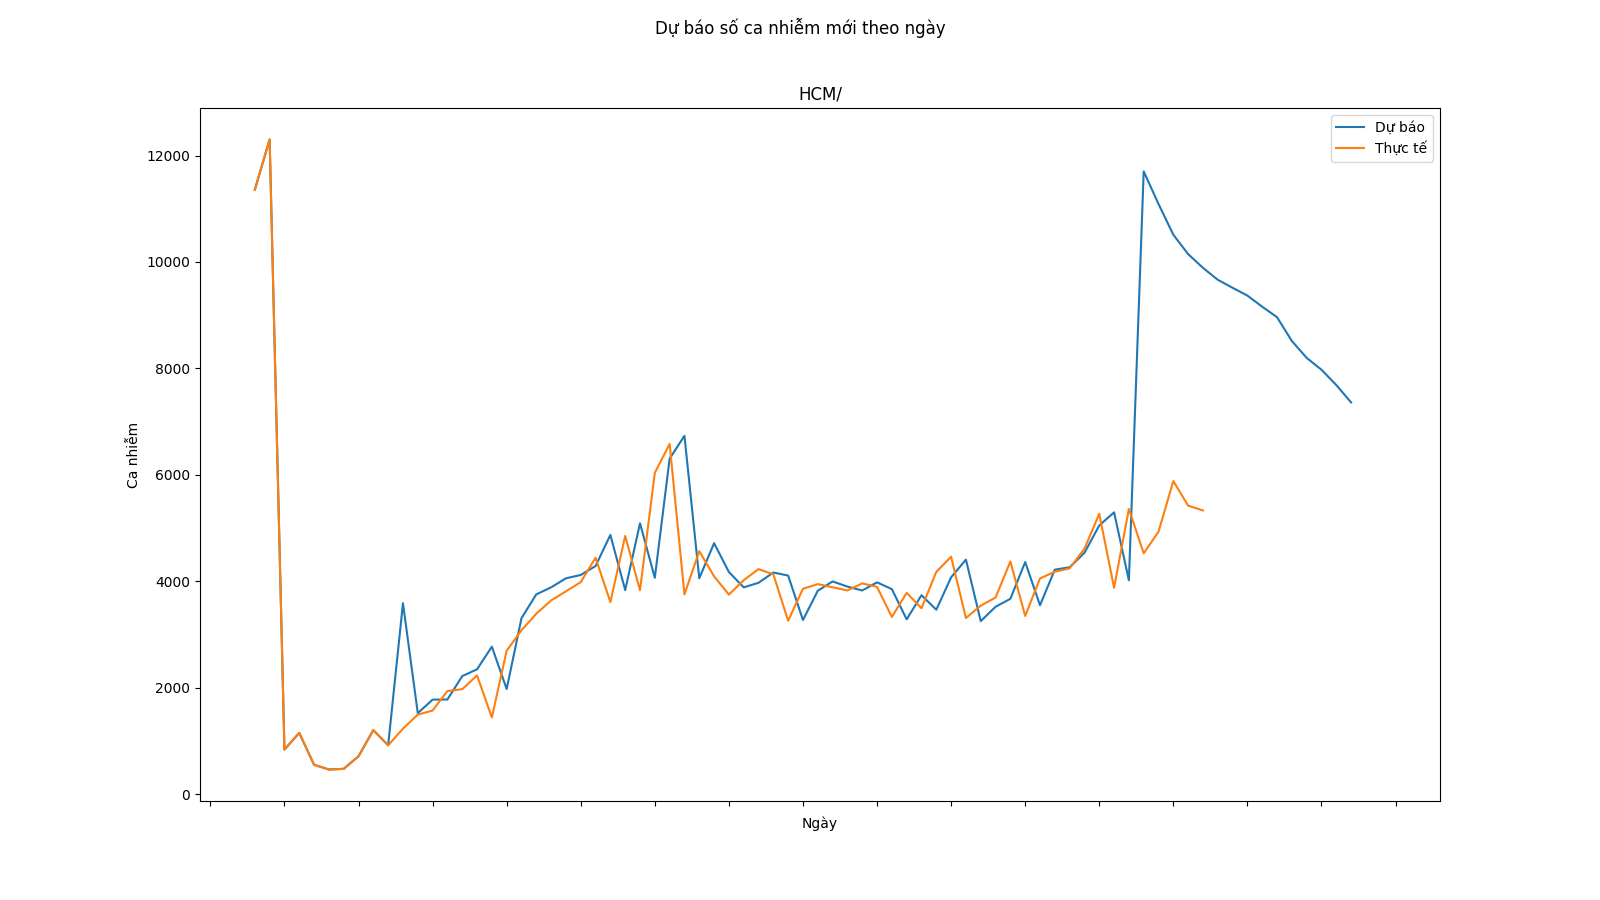 Dự báo số ca nhiễm mới theo ngày
HCM/
Dự báo
Thực tế
12000
10000
8000
6000
4000
2000
0
Ca nhiễm
Ngày